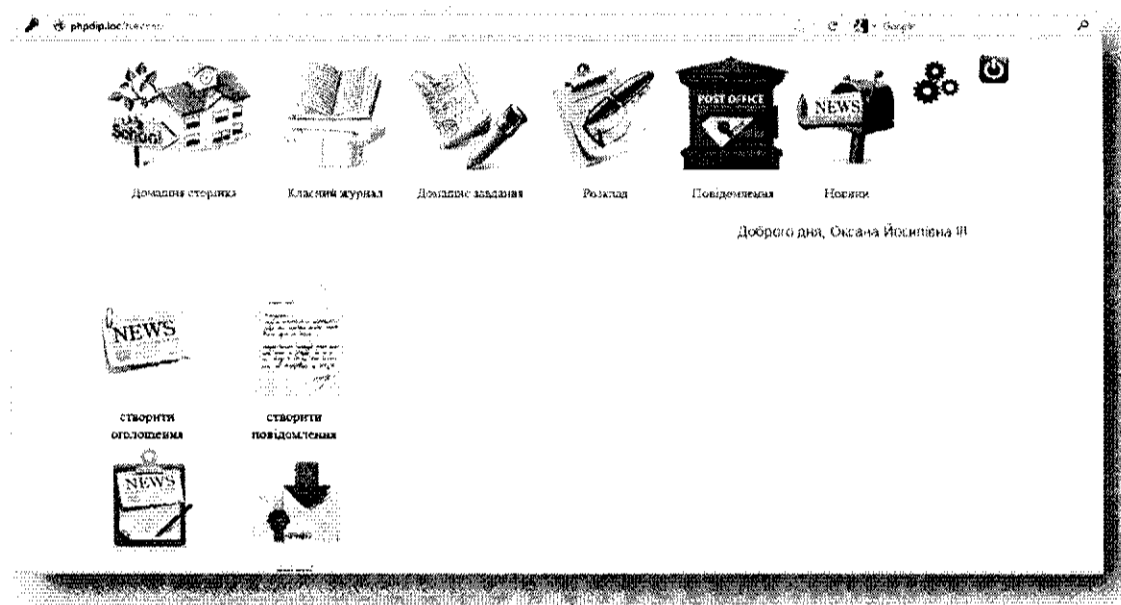 phpdip.loc/
Google
School
POST OFFICE
NEWS
Домашня сторінка
Класний журнал
Домашнє завдання
Розклад
Повідомлення
Новини
Доброго дня, Оксана Йосипівна !!!
NEWS
створити
оголошення
створити
повідомлення
NEWS